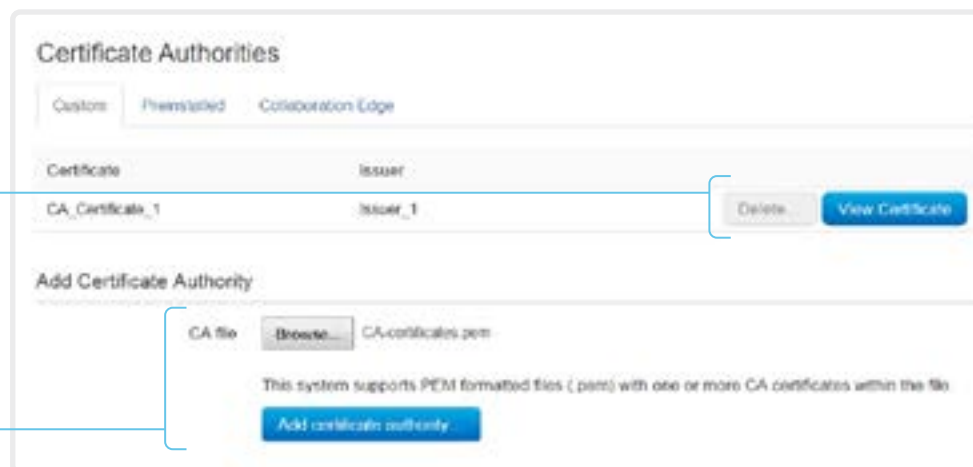 Certificate Authorities
Custom Preinstalled Collaboration Edge
Certificate Issuer
CA_Certificate_1 Issuer_1 Delete... View Certificate
Add Certificate Authority
CA file Browse... CA-certificates.pem
This system supports PEM formatted files (.pem) with one or more CA certificates within the file
Add certificate authority...